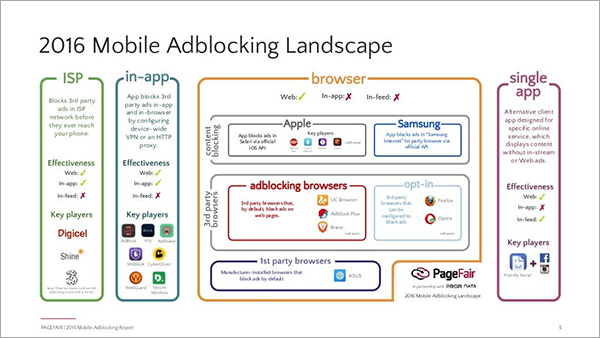 2016 Mobile Adblocking Landscape
ISP
Blocks 3rd party
ads in ISP
network before
they ever reach
your phone.
Effectiveness
Web: ✓
In-app: ✓
In-feed: ✗
Key players
Digicel
Shine
in-app
App blocks 3rd
party ads in-app
and in-browser
by configuring
device-wide
VPN or an HTTP
proxy.
Effectiveness
Web: ✓
In-app: ✓
In-feed: ✗
Key players
WebGuard
browser
Web: ✓ In-app: ✗ In-feed: ✗
content
blocking
Apple
App blocks ads in
Safari via official
iOS API
Key players
Samsung
App blocks ads in "Samsung
Internet" 1st party browser via
official API
3rd party
browsers
adblocking browsers
3rd party browser that,
by default, block ads on
web pages.
UC Browser
Adblock Plus
Brave
opt-in
3rd party
browsers that
can be
configured to
block ads
Firefox
Opera
1st party browsers
Manufacturer-installed browsers that
block ads by default
ASUS
PageFair
in partnership with PRIORI DATA
2016 Mobile Adblocking Landscape
single
app
Alternative client
app designed for
specific online
service, which
displays content
without in-stream
or Web ads.
Effectiveness
Web: ✗
In-app: ✗
In-feed: ✓
Key players
Friendly Social
+
PAGEFAIR | 2016 Mobile Adblocking Report
5